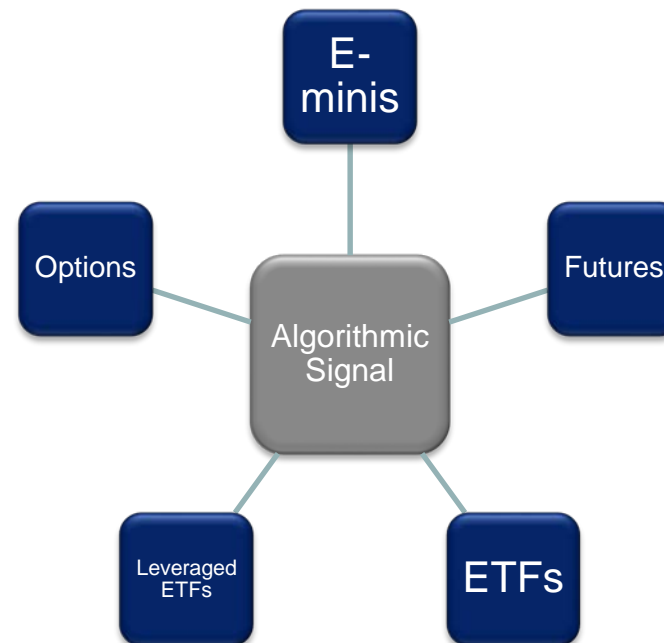 E-
minis
Options
Futures
Algorithmic
Signal
Leveraged
ETFs
ETFs